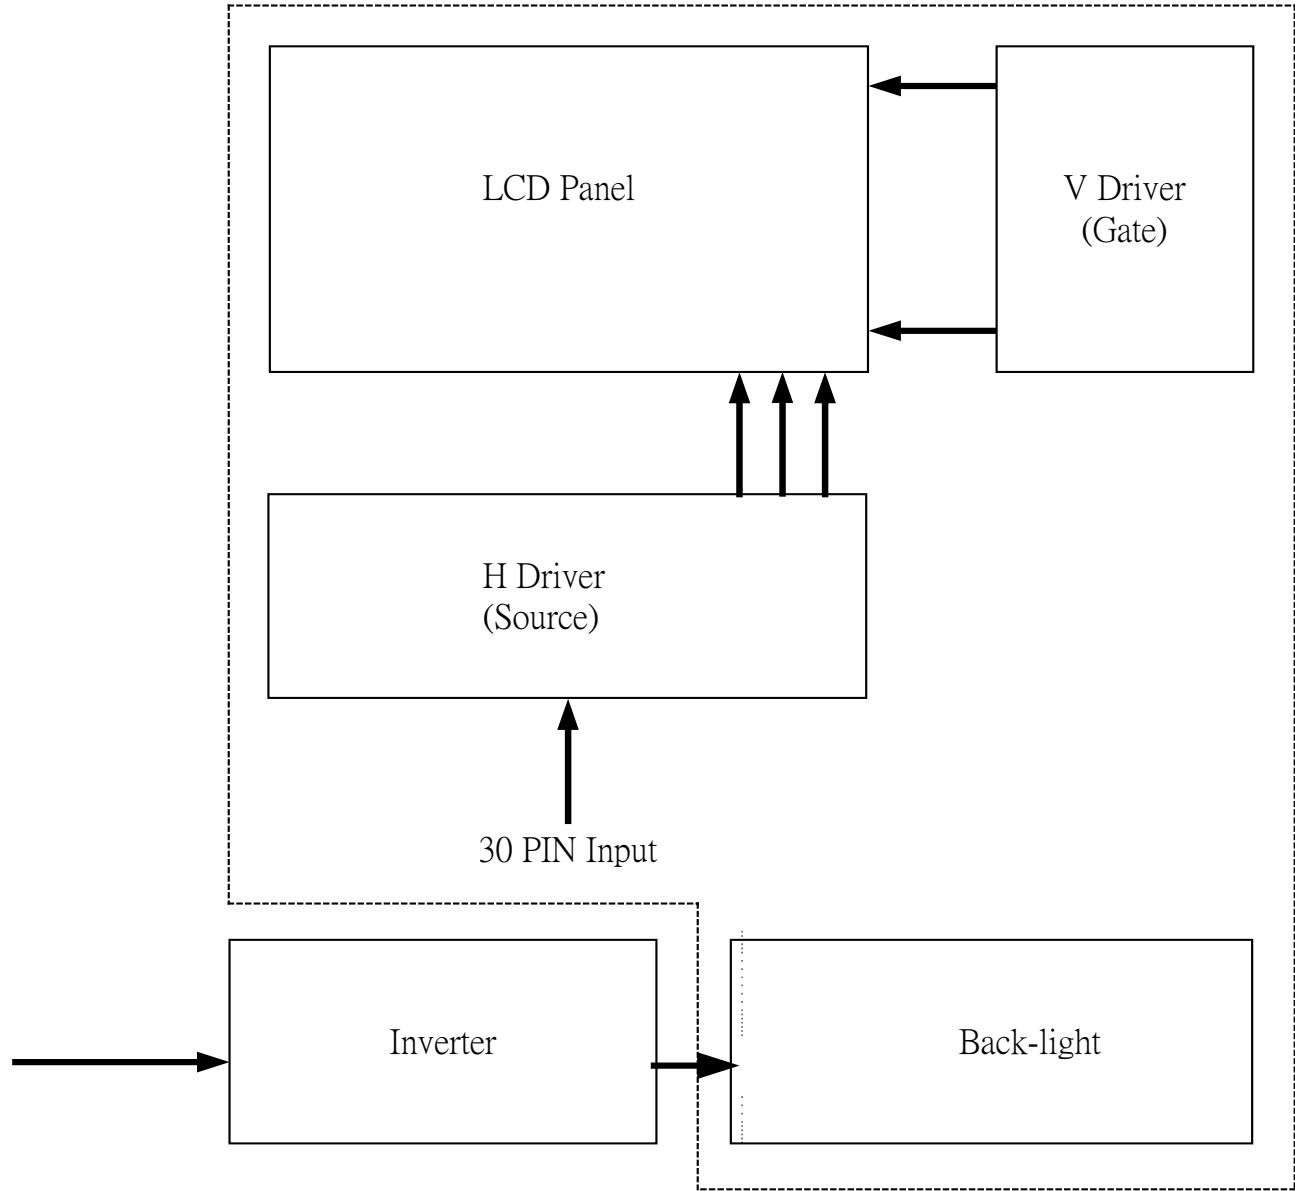 LCD Panel
V Driver
(Gate)
H Driver
(Source)
30 PIN Input
Inverter
Back-light